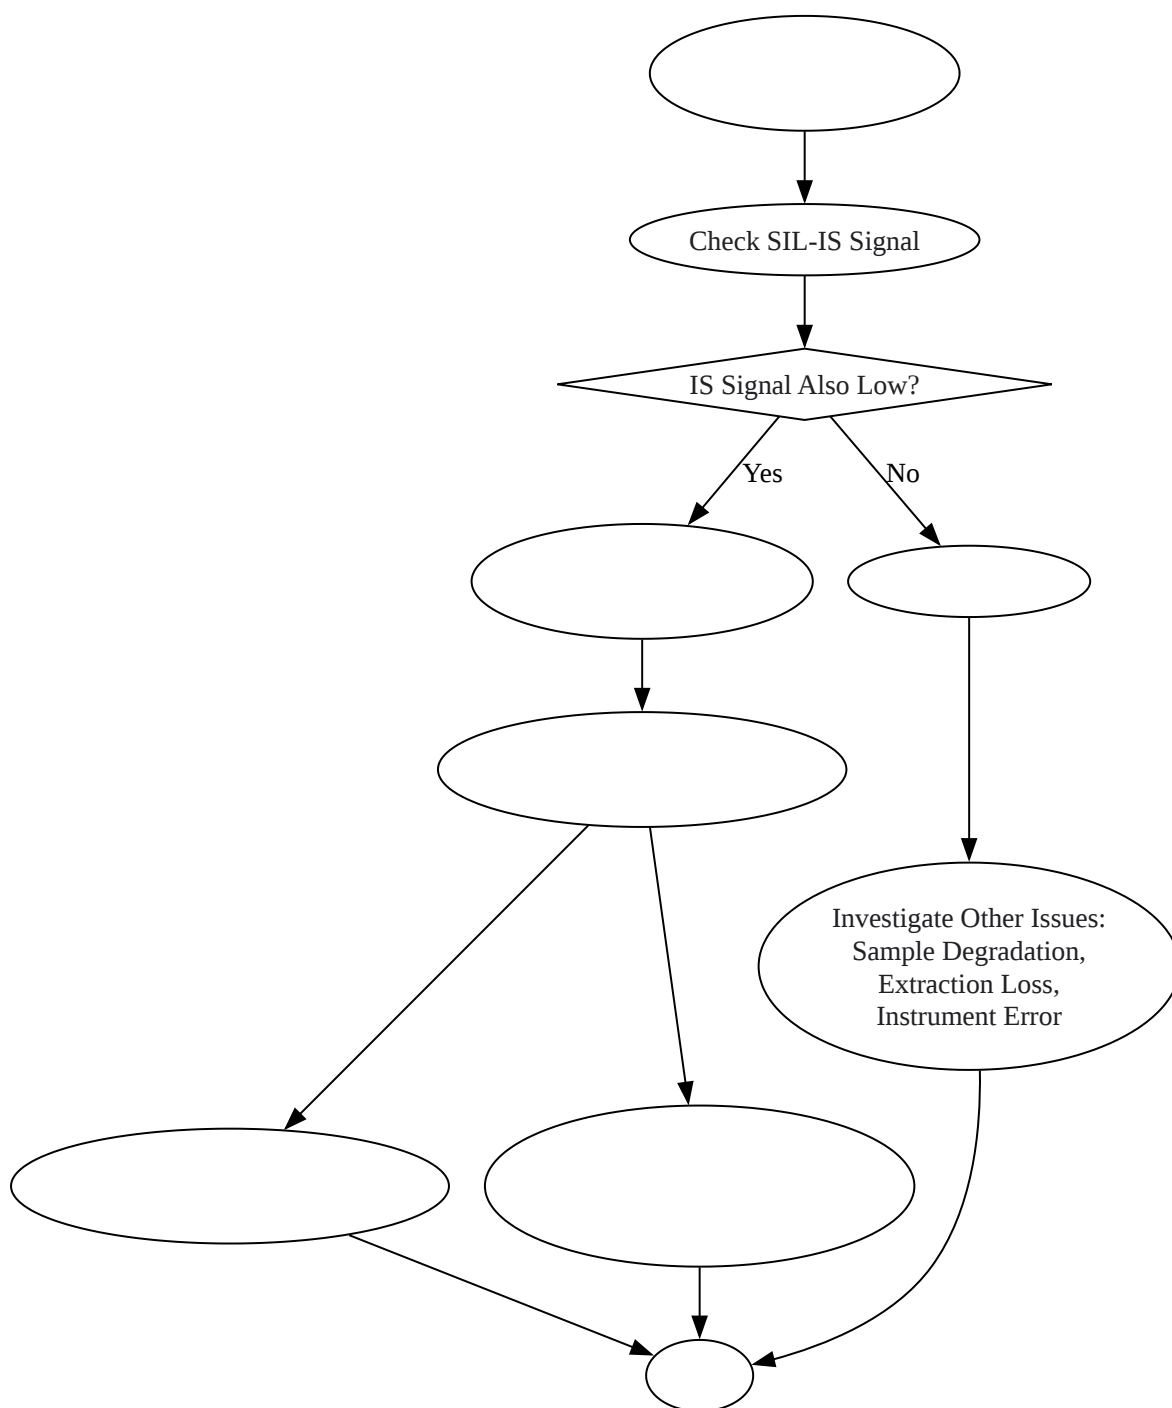 Check SIL-IS Signal
IS Signal Also Low?
Yes
No
Investigate Other Issues:
Sample Degradation,
Extraction Loss,
Instrument Error